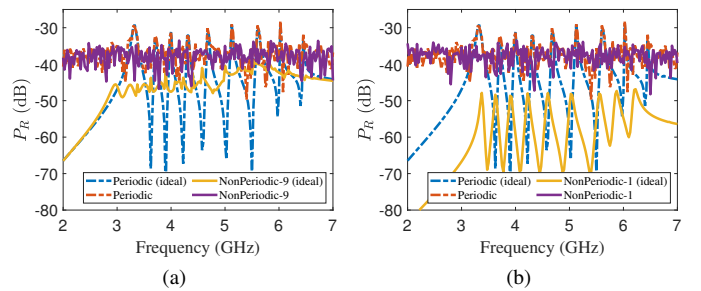 -30
-40
-50
-60
-70
-80
P_R (dB)
Periodic (ideal)
Periodic
NonPeriodic-9 (ideal)
NonPeriodic-9
2 3 4 5 6 7
Frequency (GHz)
(a)
-30
-40
-50
-60
-70
-80
P_R (dB)
Periodic (ideal)
Periodic
NonPeriodic-1 (ideal)
NonPeriodic-1
2 3 4 5 6 7
Frequency (GHz)
(b)